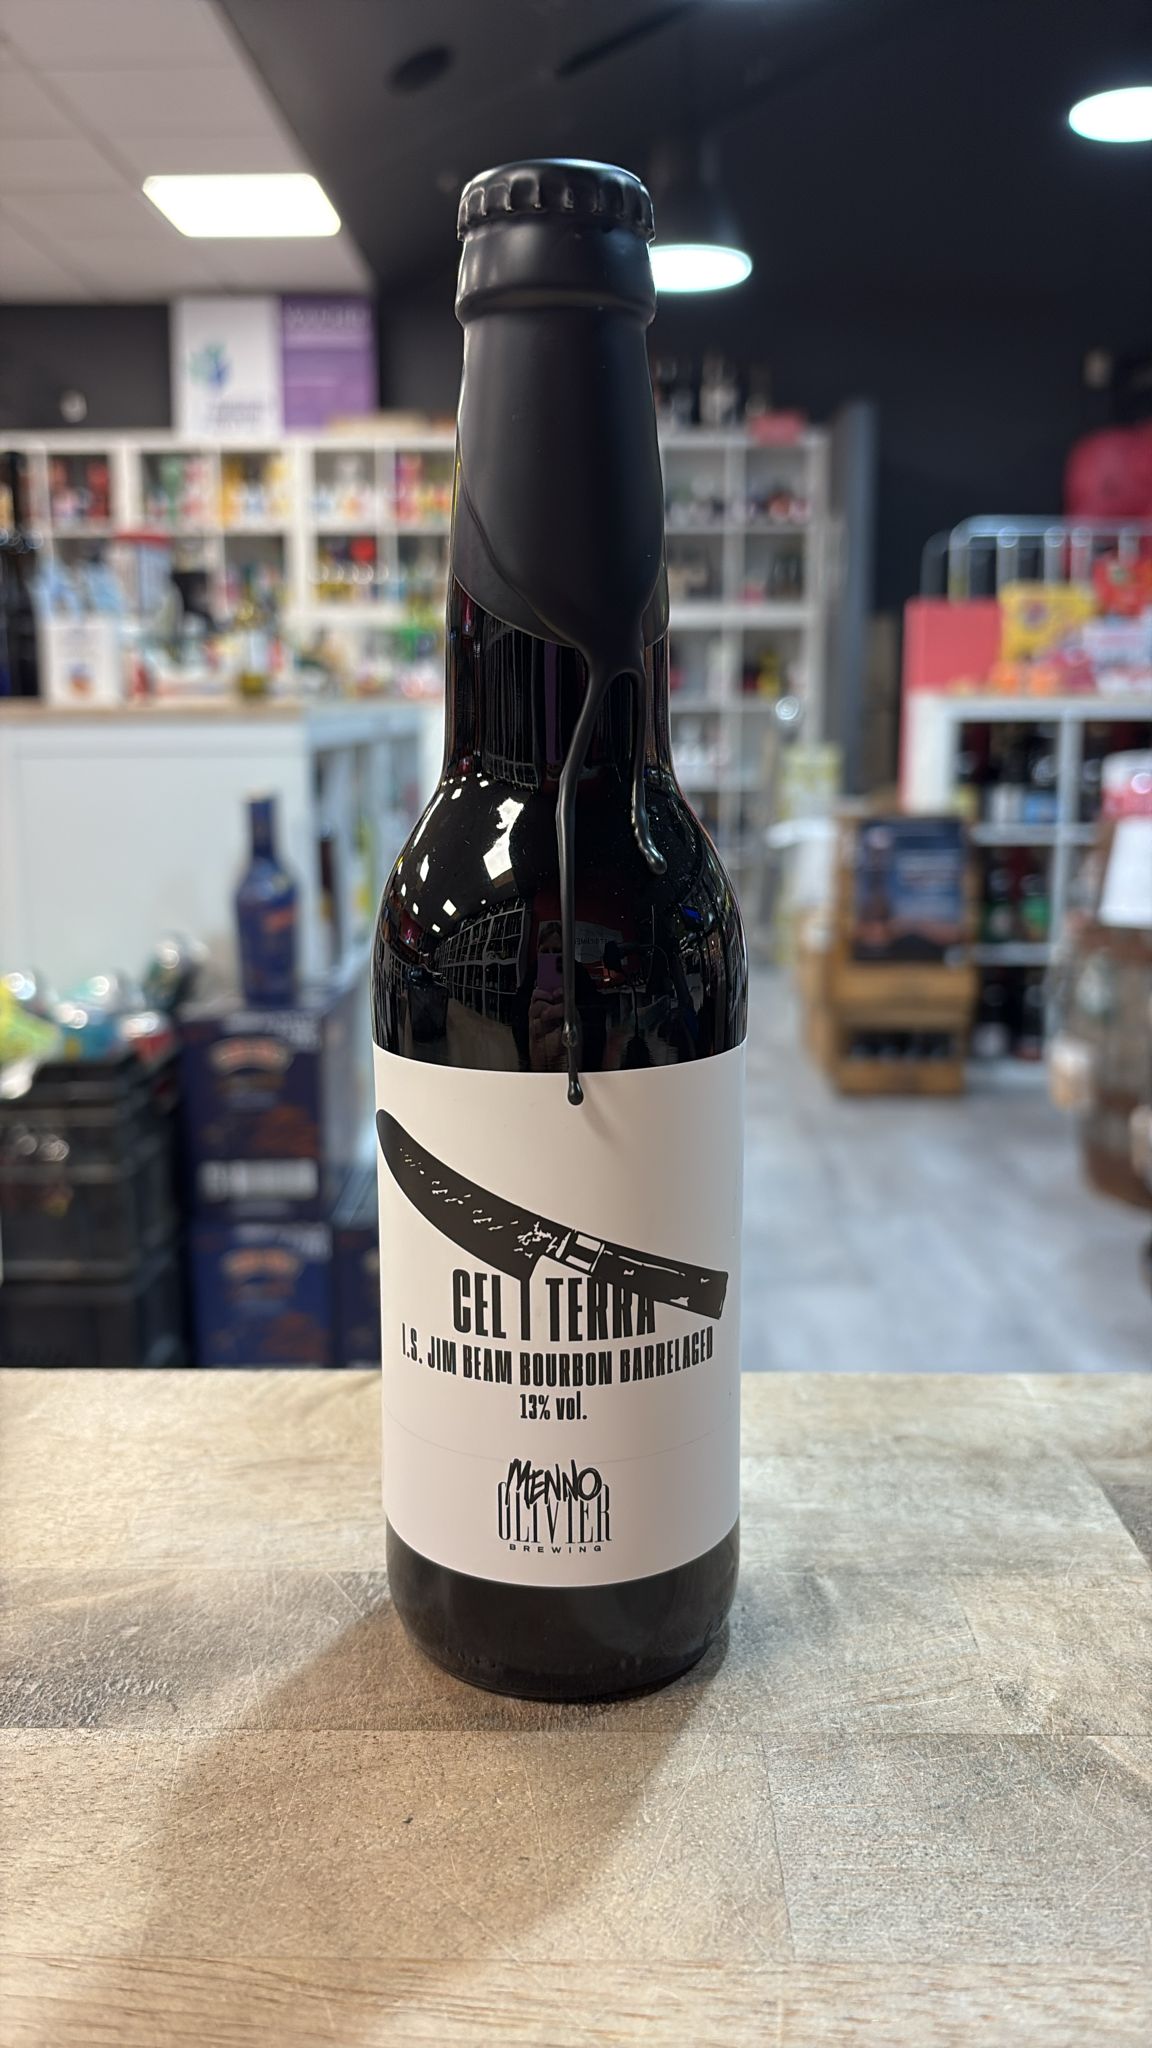 CEL I TERRA
I.S. JIM BEAM BOURBON BARRELAGED
13% vol.
MENNO
OLIVIER
BREWING